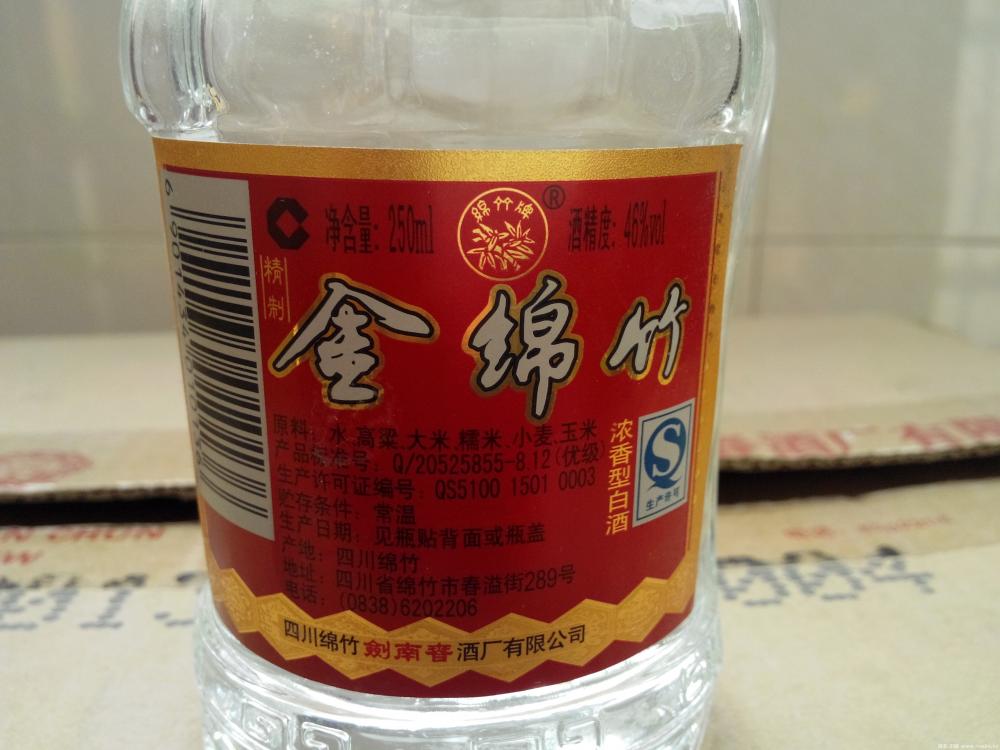 净含量: 250ml
綿竹牌
®
酒精度: 46%vol
精制
金绵竹
原料: 水、高粱、大米、糯米、小麦、玉米
产品标准号: Q/20525855-8.12(优级)
生产许可证编号: QS5100 1501 0003
贮存条件 常温
生产日期: 见瓶贴背面或瓶盖
产地: 四川绵竹
地址: 四川省绵竹市春溢街289号
电话: (0838)6202206
浓香型白酒
生产许可
四川绵竹劍南春酒厂有限公司